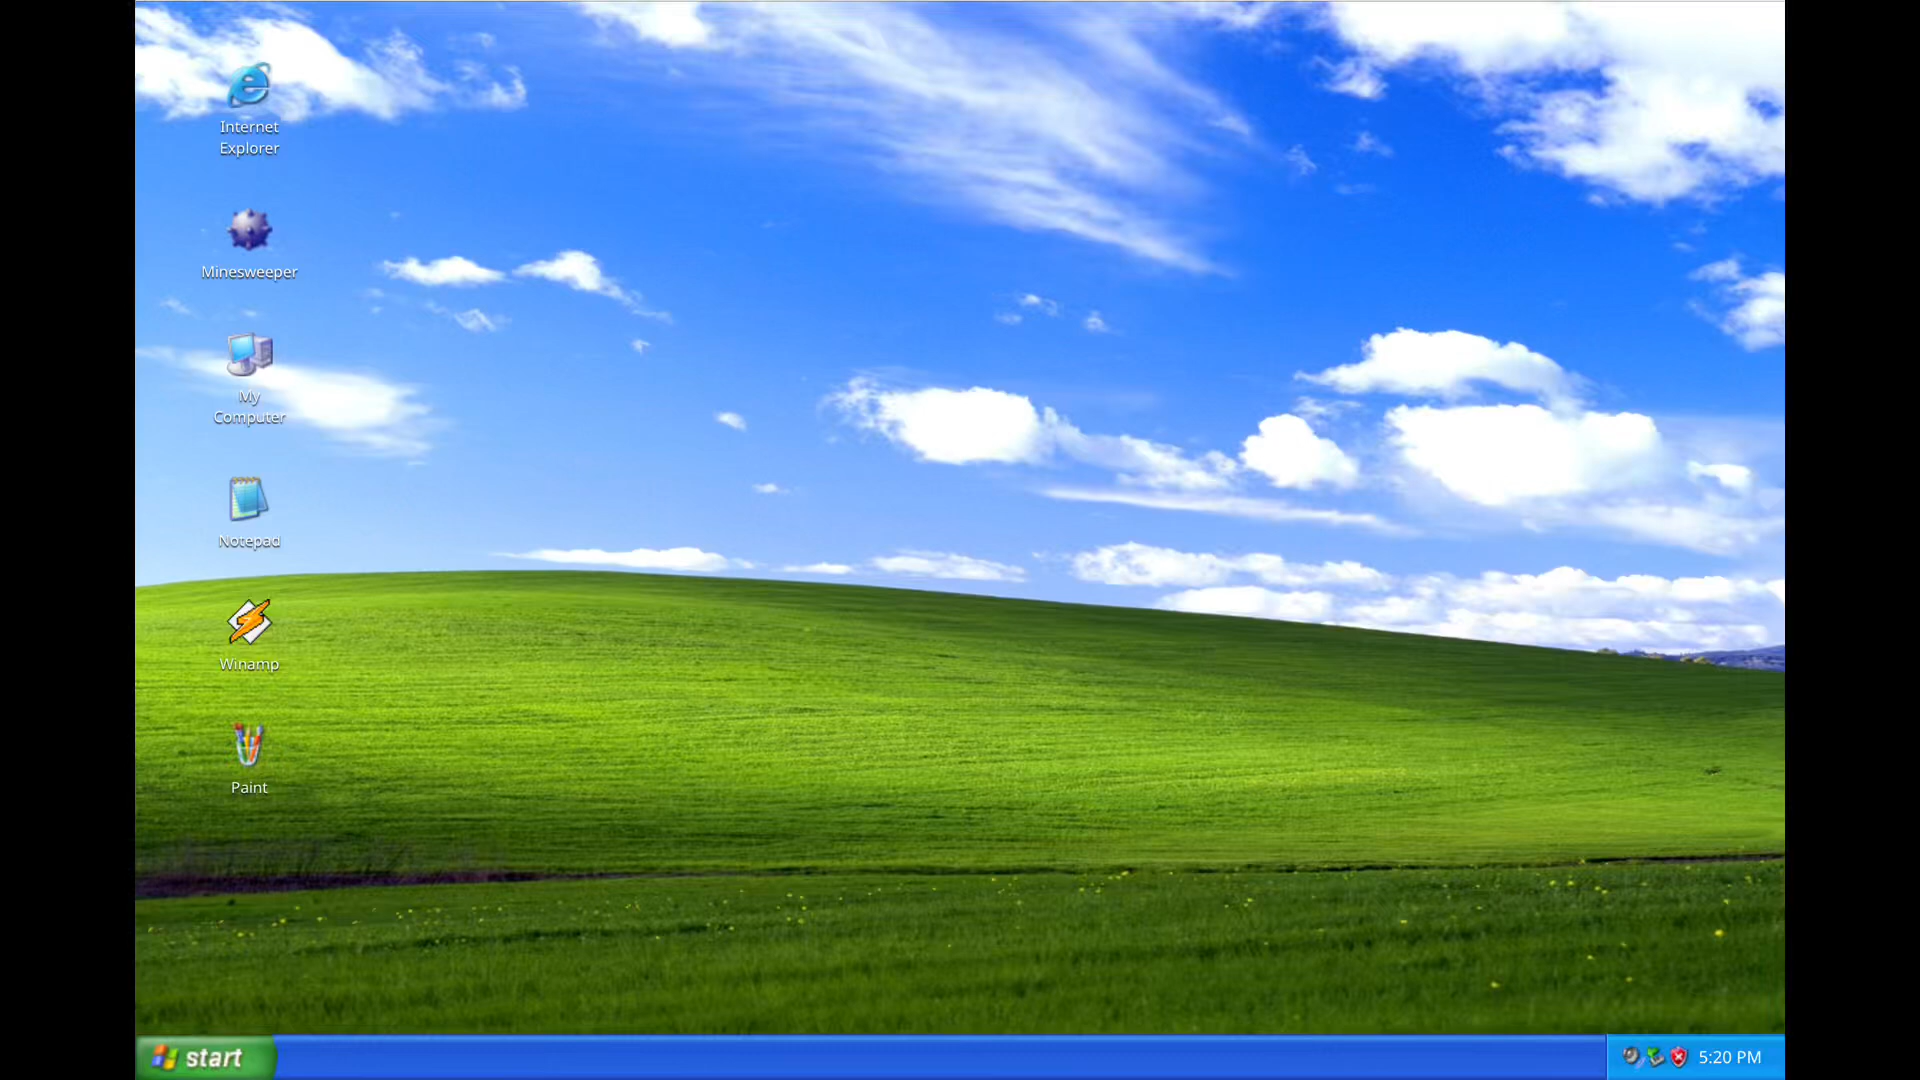 Internet
Explorer
Minesweeper
My
Computer
Notepad
Winamp
Paint
start
5:20 PM